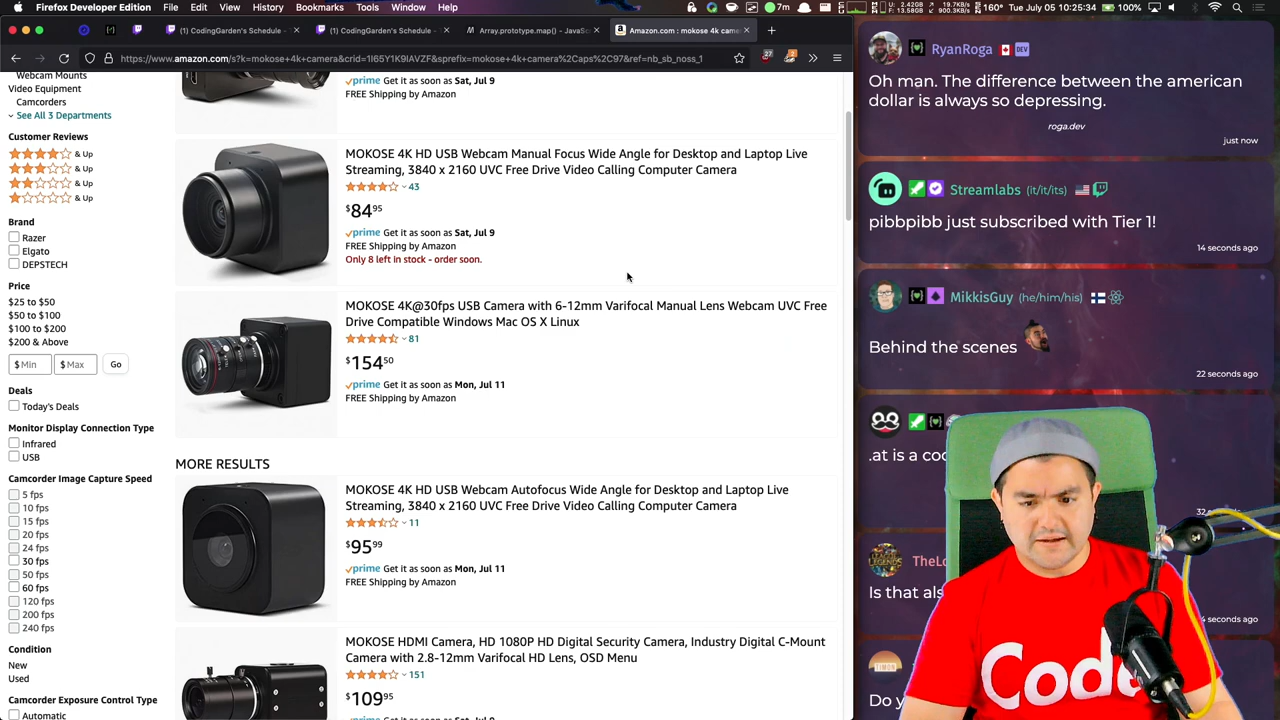 Firefox Developer Edition File Edit View History Bookmarks Tools Window Help
160° Tue July 05 10:25:34 100%
(1) CodingGarden's Schedule - ×
(1) CodingGarden's Schedule - ×
Array.prototype.map() - JavaSc ×
Amazon.com : mokose 4k came ×
https://www.amazon.com/s?k=mokose+4k+camera&crid=1I65Y1K9IAVZF&sprefix=mokose+4k+camera%2Caps%2C97&ref=nb_sb_noss_1
Webcam Mounts
Video Equipment
Camcorders
See All 3 Departments
Customer Reviews
& Up
& Up
& Up
& Up
Brand
Razer
Elgato
DEPSTECH
Price
$25 to $50
$50 to $100
$100 to $200
$200 & Above
$ Min $ Max Go
Deals
Today's Deals
Monitor Display Connection Type
Infrared
USB
Camcorder Image Capture Speed
5 fps
10 fps
15 fps
20 fps
24 fps
30 fps
50 fps
60 fps
120 fps
200 fps
240 fps
Condition
New
Used
Camcorder Exposure Control Type
Automatic
prime Get it as soon as Sat, Jul 9
FREE Shipping by Amazon
MOKOSE 4K HD USB Webcam Manual Focus Wide Angle for Desktop and Laptop Live
Streaming, 3840 x 2160 UVC Free Drive Video Calling Computer Camera
43
$84 95
prime Get it as soon as Sat, Jul 9
FREE Shipping by Amazon
Only 8 left in stock - order soon.
MOKOSE 4K@30fps USB Camera with 6-12mm Varifocal Manual Lens Webcam UVC Free
Drive Compatible Windows Mac OS X Linux
81
$154 50
prime Get it as soon as Mon, Jul 11
FREE Shipping by Amazon
MORE RESULTS
MOKOSE 4K HD USB Webcam Autofocus Wide Angle for Desktop and Laptop Live
Streaming, 3840 x 2160 UVC Free Drive Video Calling Computer Camera
11
$95 99
prime Get it as soon as Mon, Jul 11
FREE Shipping by Amazon
MOKOSE HDMI Camera, HD 1080P HD Digital Security Camera, Industry Digital C-Mount
Camera with 2.8-12mm Varifocal HD Lens, OSD Menu
151
$109 95
RyanRoga DEV
Oh man. The difference between the american
dollar is always so depressing.
roga.dev
just now
Streamlabs (it/it/its)
pibbpibb just subscribed with Tier 1!
14 seconds ago
MikkisGuy (he/him/his)
Behind the scenes
22 seconds ago
.at is a coo
Is that als
Do y
Code